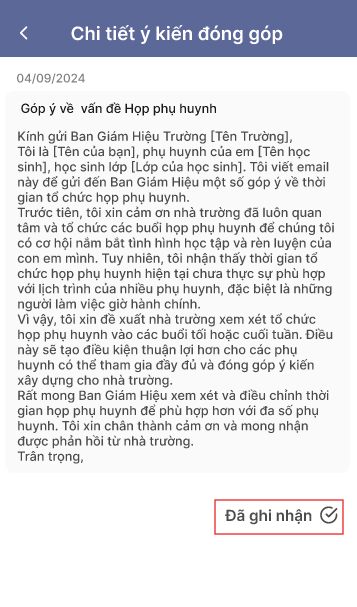 Chi tiết ý kiến đóng góp
04/09/2024
Góp ý về vấn đề Họp phụ huynh
Kính gửi Ban Giám Hiệu Trường [Tên Trường],
Tôi là [Tên của bạn], phụ huynh của em [Tên học
sinh], học sinh lớp [Lớp của học sinh]. Tôi viết email
này để gửi đến Ban Giám Hiệu một số góp ý về thời
gian tổ chức họp phụ huynh.
Trước tiên, tôi xin cảm ơn nhà trường đã luôn quan
tâm và tổ chức các buổi họp phụ huynh để chúng tôi
có cơ hội nắm bắt tình hình học tập và rèn luyện của
con em mình. Tuy nhiên, tôi nhận thấy thời gian tổ
chức họp phụ huynh hiện tại chưa thực sự phù hợp
với lịch trình của nhiều phụ huynh, đặc biệt là những
người làm việc giờ hành chính.
Vì vậy, tôi xin đề xuất nhà trường xem xét tổ chức
họp phụ huynh vào các buổi tối hoặc cuối tuần. Điều
này sẽ tạo điều kiện thuận lợi hơn cho các phụ
huynh có thể tham gia đầy đủ và đóng góp ý kiến
xây dựng cho nhà trường.
Rất mong Ban Giám Hiệu xem xét và điều chỉnh thời
gian họp phụ huynh để phù hợp hơn với đa số phụ
huynh. Tôi xin chân thành cảm ơn và mong nhận
được phản hồi từ nhà trường.
Trân trọng,
Đã ghi nhận